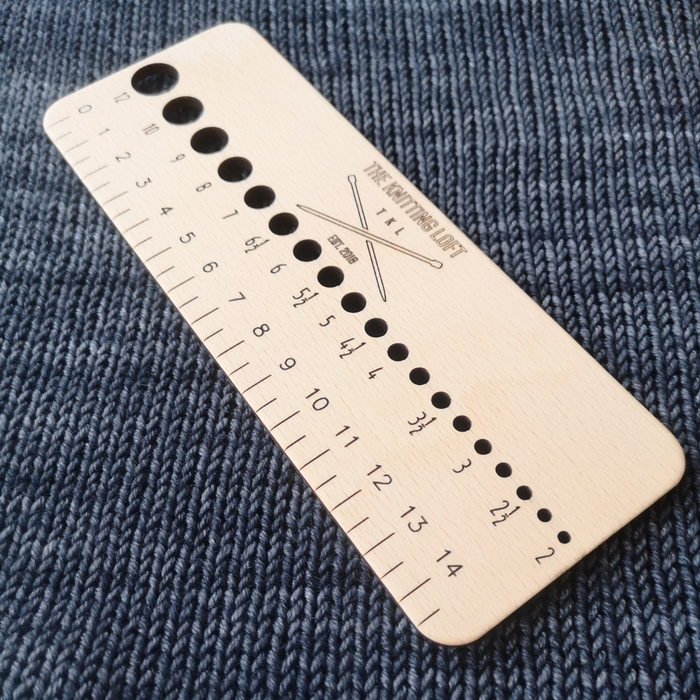 THE KNITTING LOFT
T K L
EST. 2018
12 10 9 8 7 6½ 6 5½ 5 4½ 4 3½ 3 2½ 2
0 1 2 3 4 5 6 7 8 9 10 11 12 13 14